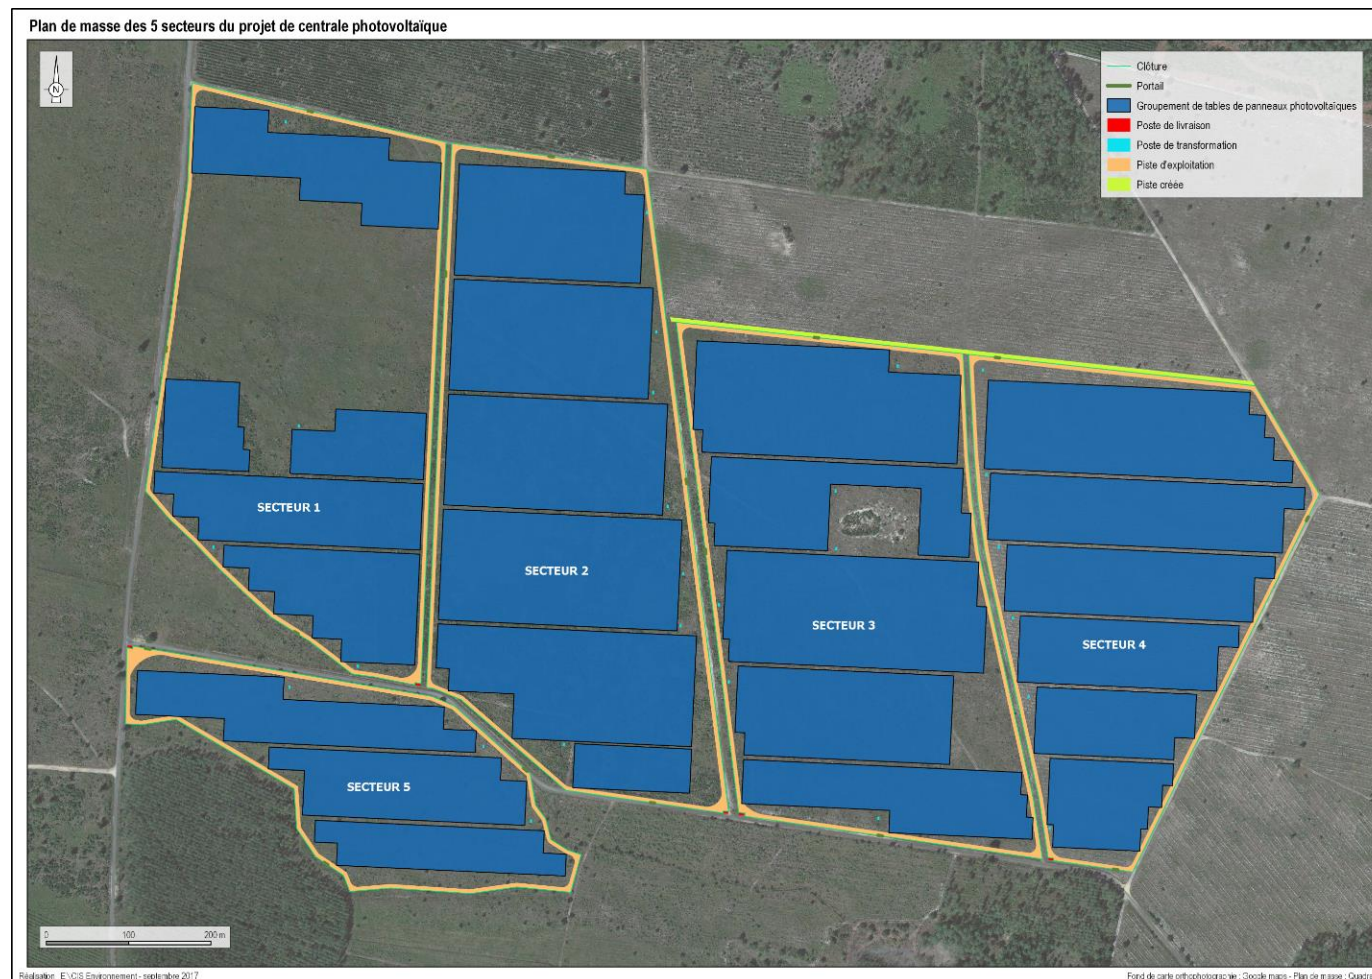 Plan de masse des 5 secteurs du projet de centrale photovoltaïque
N
Clôture
Portail
Groupement de tables de panneaux photovoltaïques
Poste de livraison
Poste de transformation
Piste d'exploitation
Piste créée
SECTEUR 1
SECTEUR 2
SECTEUR 3
SECTEUR 4
SECTEUR 5
0 100 200 m
Réalisation : Environnement - septembre 2017
Fond de carte orthophotographie : Google maps - Plan de masse :